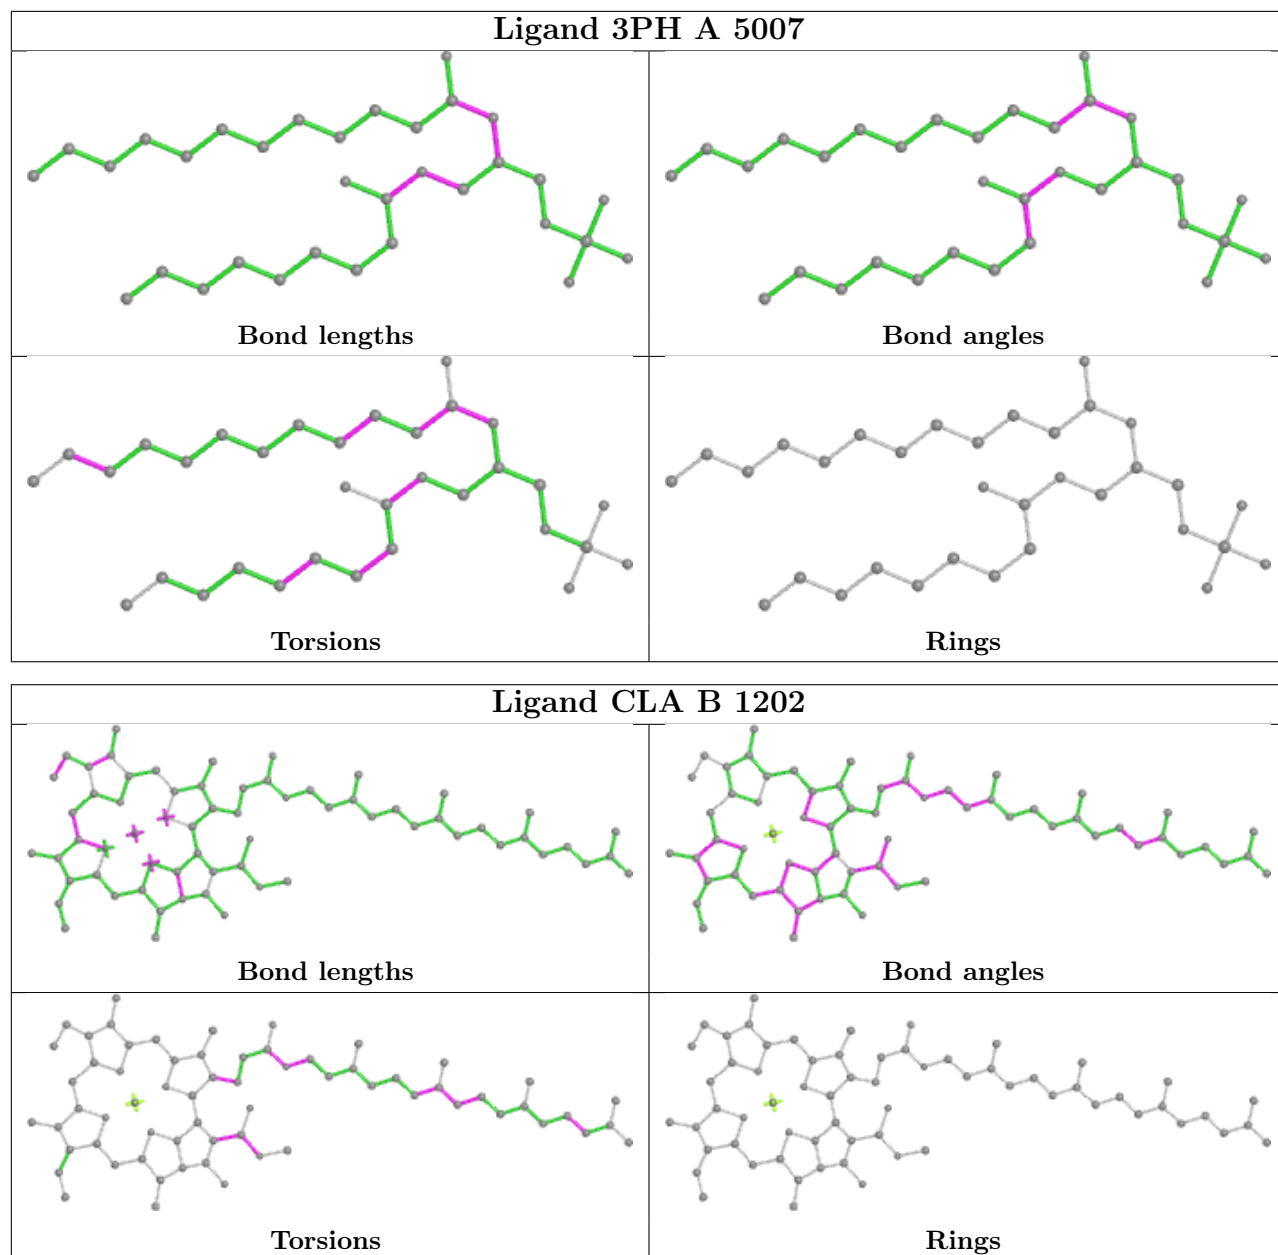 Ligand 3PH A 5007
Bond lengths
Bond angles
Torsions
Rings
Ligand CLA B 1202
Bond lengths
Bond angles
Torsions
Rings